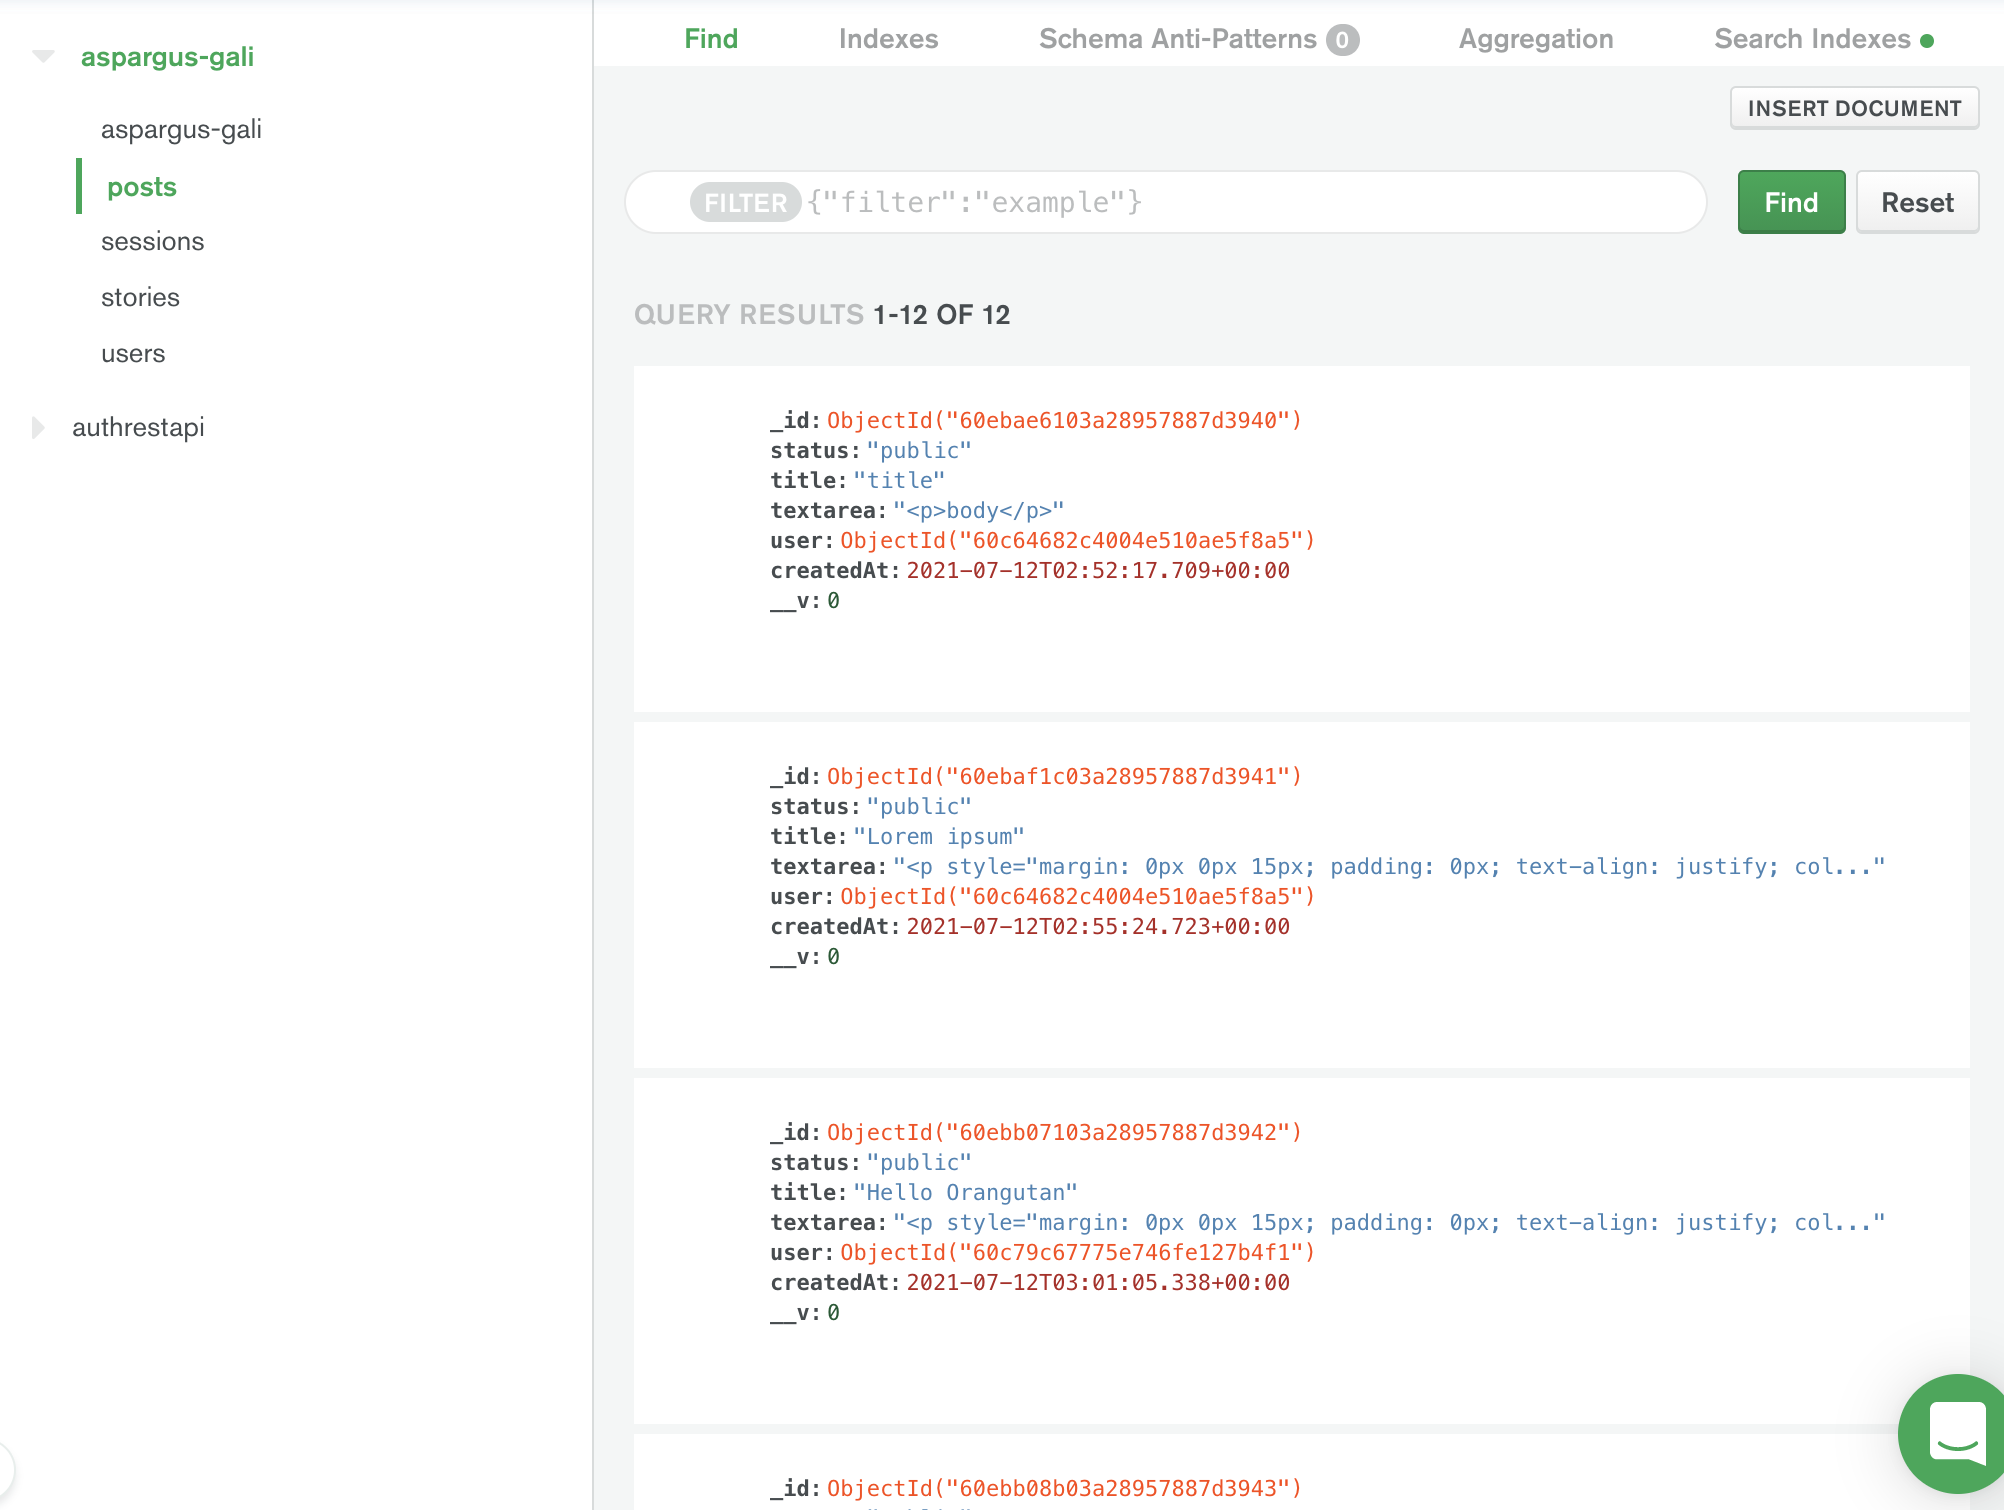 aspargus-gali
aspargus-gali
posts
sessions
stories
users
authrestapi
Find Indexes Schema Anti-Patterns 0 Aggregation Search Indexes
INSERT DOCUMENT
FILTER {"filter":"example"} Find Reset
QUERY RESULTS 1-12 OF 12
_id: ObjectId("60ebae6103a28957887d3940")
status: "public"
title: "title"
textarea: "<p>body</p>"
user: ObjectId("60c64682c4004e510ae5f8a5")
createdAt: 2021-07-12T02:52:17.709+00:00
__v: 0
_id: ObjectId("60ebaf1c03a28957887d3941")
status: "public"
title: "Lorem ipsum"
textarea: "<p style="margin: 0px 0px 15px; padding: 0px; text-align: justify; col..."
user: ObjectId("60c64682c4004e510ae5f8a5")
createdAt: 2021-07-12T02:55:24.723+00:00
__v: 0
_id: ObjectId("60ebb07103a28957887d3942")
status: "public"
title: "Hello Orangutan"
textarea: "<p style="margin: 0px 0px 15px; padding: 0px; text-align: justify; col..."
user: ObjectId("60c79c67775e746fe127b4f1")
createdAt: 2021-07-12T03:01:05.338+00:00
__v: 0
_id: ObjectId("60ebb08b03a28957887d3943")